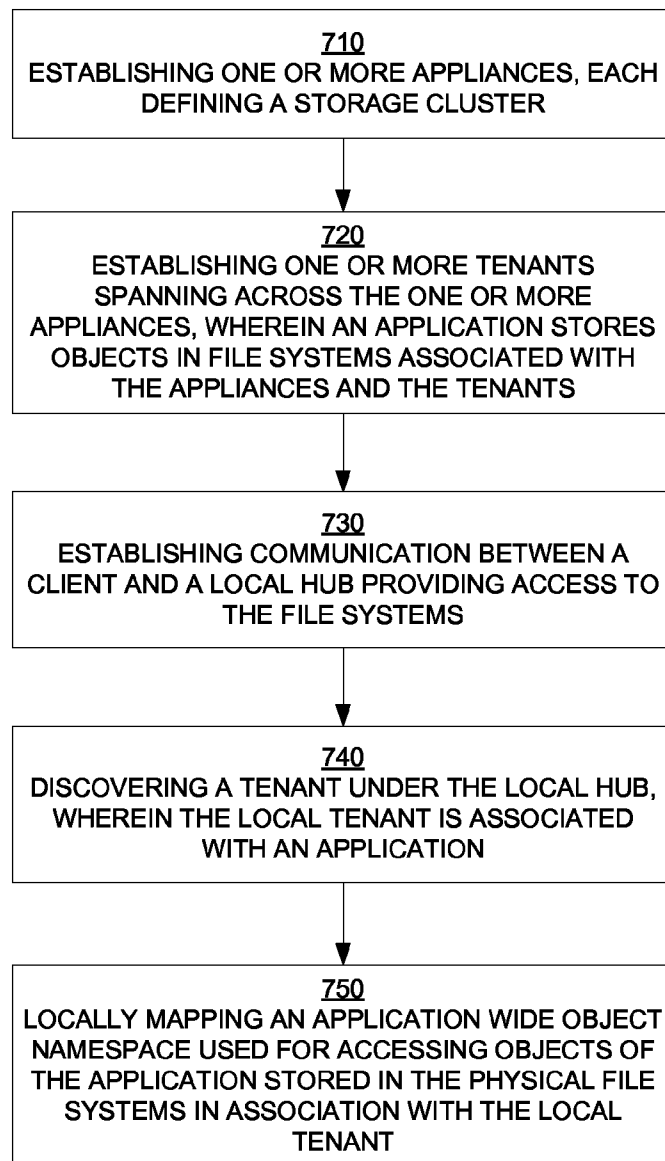 710
ESTABLISHING ONE OR MORE APPLIANCES, EACH
DEFINING A STORAGE CLUSTER
720
ESTABLISHING ONE OR MORE TENANTS
SPANNING ACROSS THE ONE OR MORE
APPLIANCES, WHEREIN AN APPLICATION STORES
OBJECTS IN FILE SYSTEMS ASSOCIATED WITH
THE APPLIANCES AND THE TENANTS
730
ESTABLISHING COMMUNICATION BETWEEN A
CLIENT AND A LOCAL HUB PROVIDING ACCESS TO
THE FILE SYSTEMS
740
DISCOVERING A TENANT UNDER THE LOCAL HUB,
WHEREIN THE LOCAL TENANT IS ASSOCIATED
WITH AN APPLICATION
750
LOCALLY MAPPING AN APPLICATION WIDE OBJECT
NAMESPACE USED FOR ACCESSING OBJECTS OF
THE APPLICATION STORED IN THE PHYSICAL FILE
SYSTEMS IN ASSOCIATION WITH THE LOCAL
TENANT